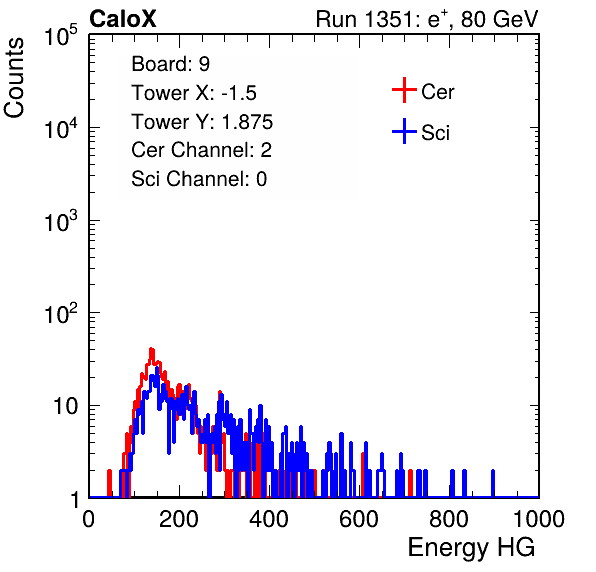 CaloX Run 1351: e⁺, 80 GeV
Board: 9
Tower X: -1.5
Tower Y: 1.875
Cer Channel: 2
Sci Channel: 0
Cer
Sci
Counts
10⁵
10⁴
10³
10²
10
1
0 200 400 600 800 1000
Energy HG